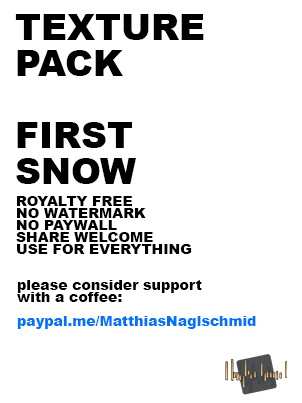 TEXTURE
PACK
FIRST
SNOW
ROYALTY FREE
NO WATERMARK
NO PAYWALL
SHARE WELCOME
USE FOR EVERYTHING
please consider support
with a coffee:
paypal.me/MatthiasNaglschmid